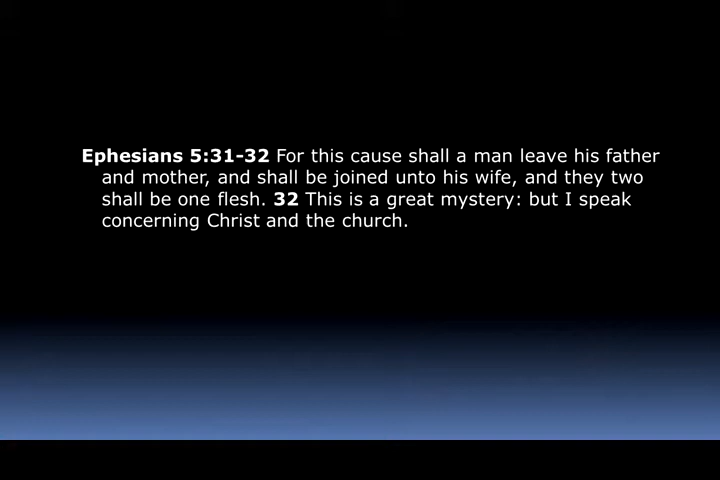 Ephesians 5:31-32 For this cause shall a man leave his father
and mother, and shall be joined unto his wife, and they two
shall be one flesh. 32 This is a great mystery: but I speak
concerning Christ and the church.